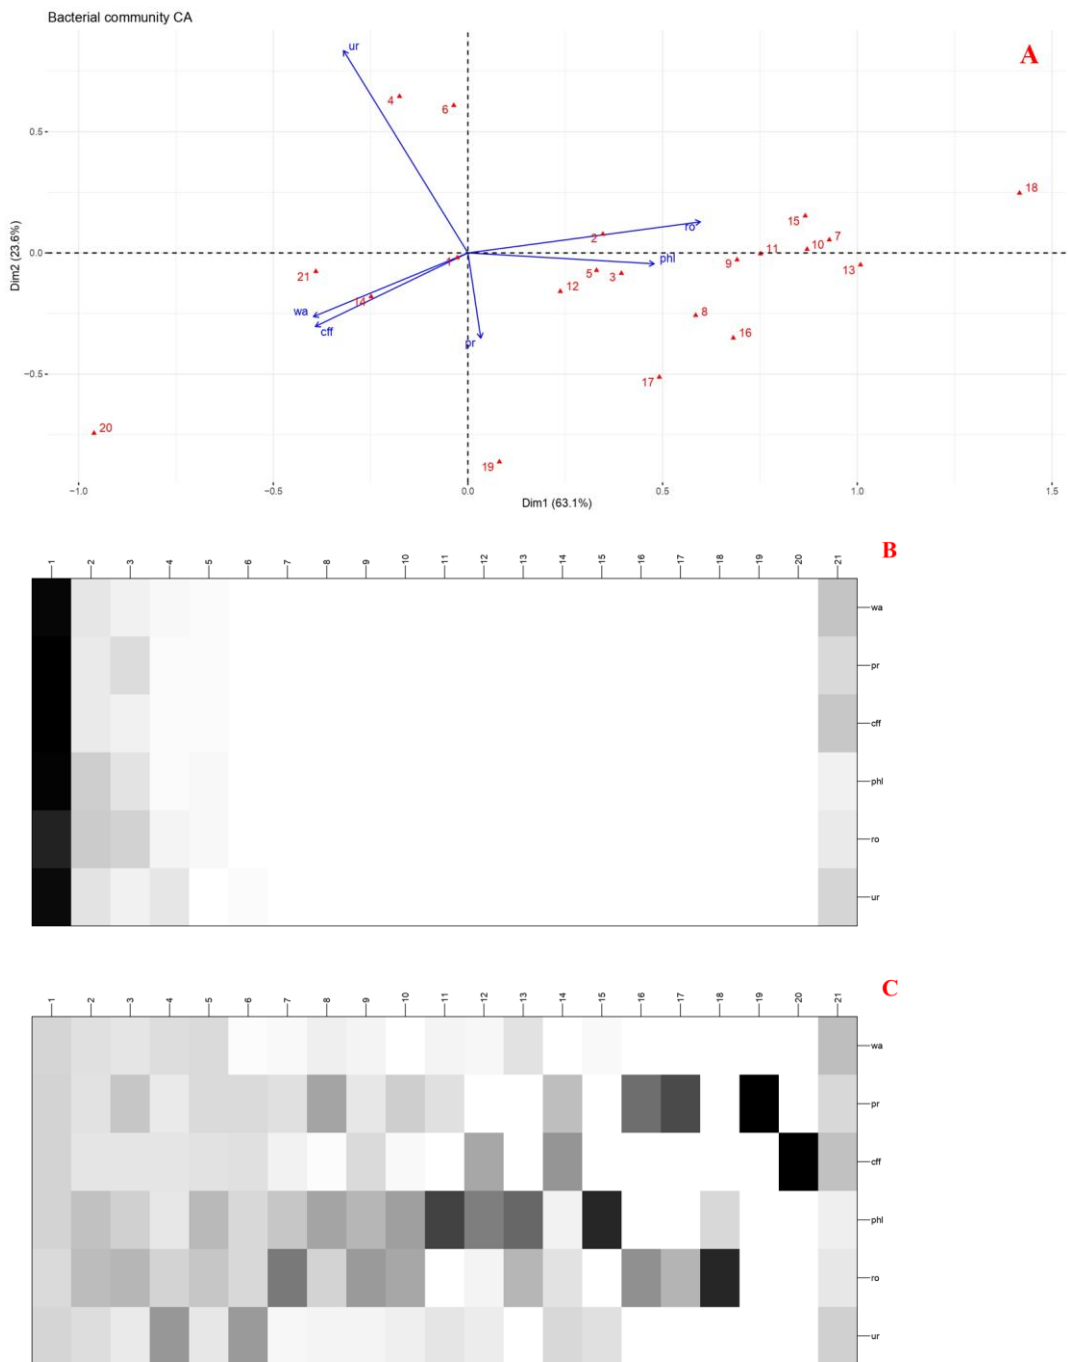 Bacterial community CA
A
ur
4
6
18
15
7
2
ro
10
11
1
phl
9
13
21
5
3
12
14
wa
8
cff
16
pr
17
20
19
0.5
0.0
−0.5
Dim2 (23.6%)
−1.0 −0.5 0.0 0.5 1.0 1.5
Dim1 (63.1%)
B
1 2 3 4 5 6 7 8 9 10 11 12 13 14 15 16 17 18 19 20 21
wa
pr
cff
phl
ro
ur
C
1 2 3 4 5 6 7 8 9 10 11 12 13 14 15 16 17 18 19 20 21
wa
pr
cff
phl
ro
ur